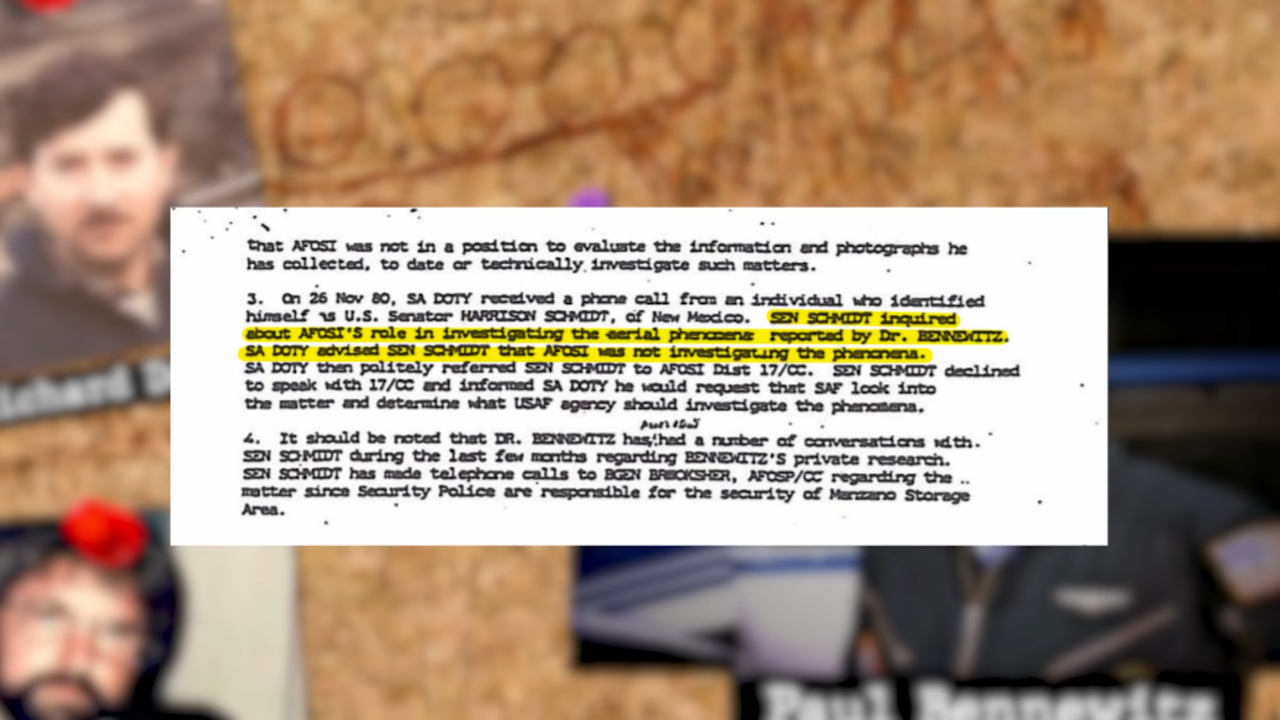 that AFOSI was not in a position to evaluate the information and photographs he
has collected, to date or technically investigate such matters.
3. On 26 Nov 80, SA DOTY received a phone call from an individual who identified
himself as U.S. Senator HARRISON SCHMIDT, of New Mexico. SEN SCHMIDT inquired
about AFOSI'S role in investigating the aerial phenomena reported by Dr. BENNEWITZ.
SA DOTY advised SEN SCHMIDT that AFOSI was not investigating the phenomena.
SA DOTY then politely referred SEN SCHMIDT to AFOSI Dist 17/CC. SEN SCHMIDT declined
to speak with 17/CC and informed SA DOTY he would request that SAF look into
the matter and determine what USAF agency should investigate the phenomena.
4. It should be noted that DR. BENNEWITZ has/had a number of conversations with.
SEN SCHMIDT during the last few months regarding BENNEWITZ'S private research.
SEN SCHMIDT has made telephone calls to BGEN BROOKSHER, AFOSP/CC regarding the ..
matter since Security Police are responsible for the security of Manzano Storage
Area.
Richard D
Paul Bennewitz